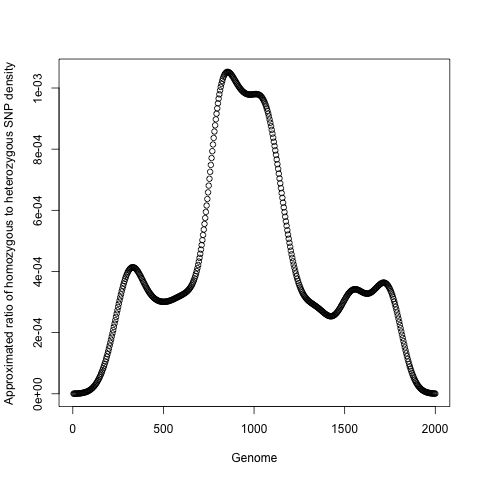 Approximated ratio of homozygous to heterozygous SNP density
1e-03
8e-04
6e-04
4e-04
2e-04
0e+00
0 500 1000 1500 2000
Genome